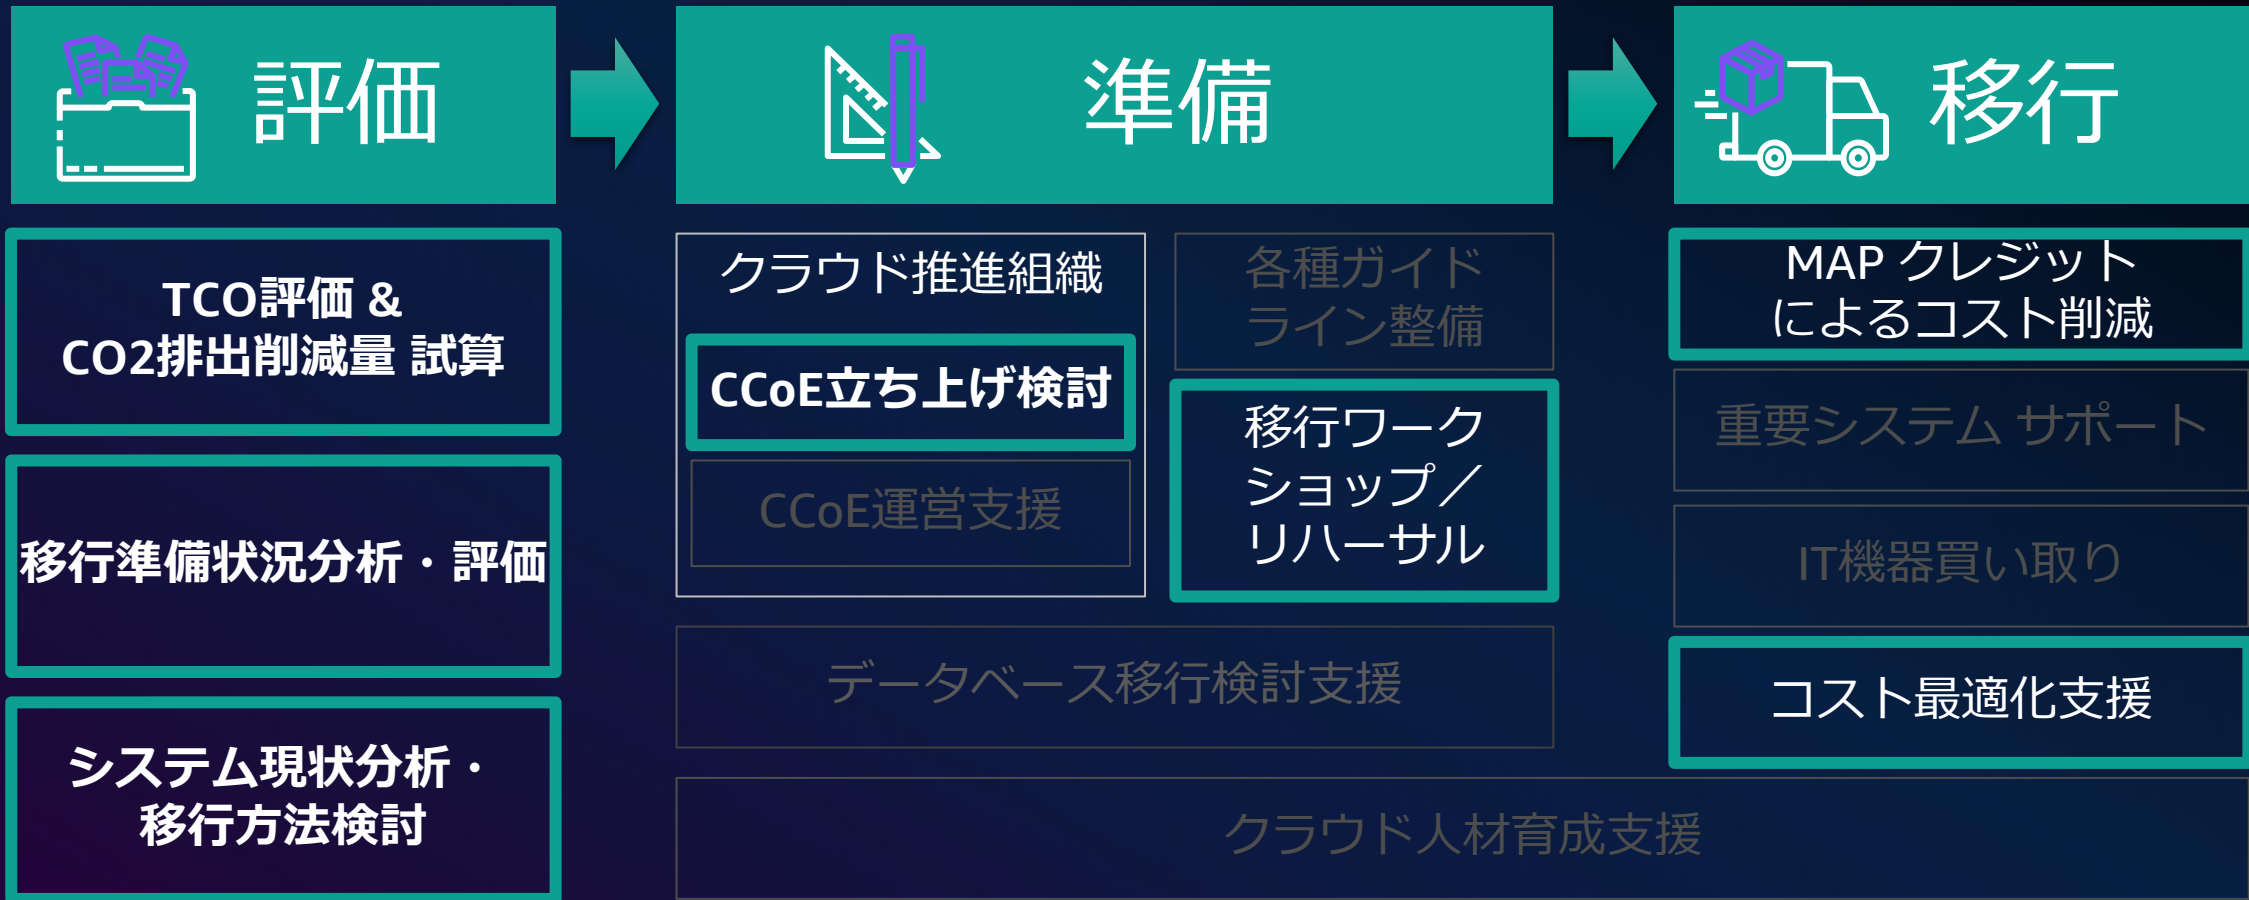 評価
準備
移行
TCO評価 &
CO2排出削減量 試算
移行準備状況分析・評価
システム現状分析・
移行方法検討
クラウド推進組織
CCoE立ち上げ検討
CCoE運営支援
各種ガイド
ライン整備
移行ワーク
ショップ／
リハーサル
データベース移行検討支援
MAP クレジット
によるコスト削減
重要システム サポート
IT機器買い取り
コスト最適化支援
クラウド人材育成支援